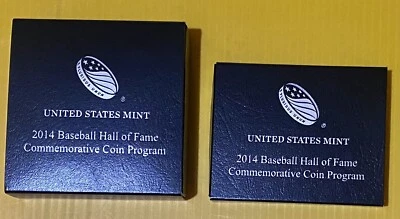 UNITED STATES MINT
2014 Baseball Hall of Fame
Commemorative Coin Program
UNITED STATES MINT
2014 Baseball Hall of Fame
Commemorative Coin Program